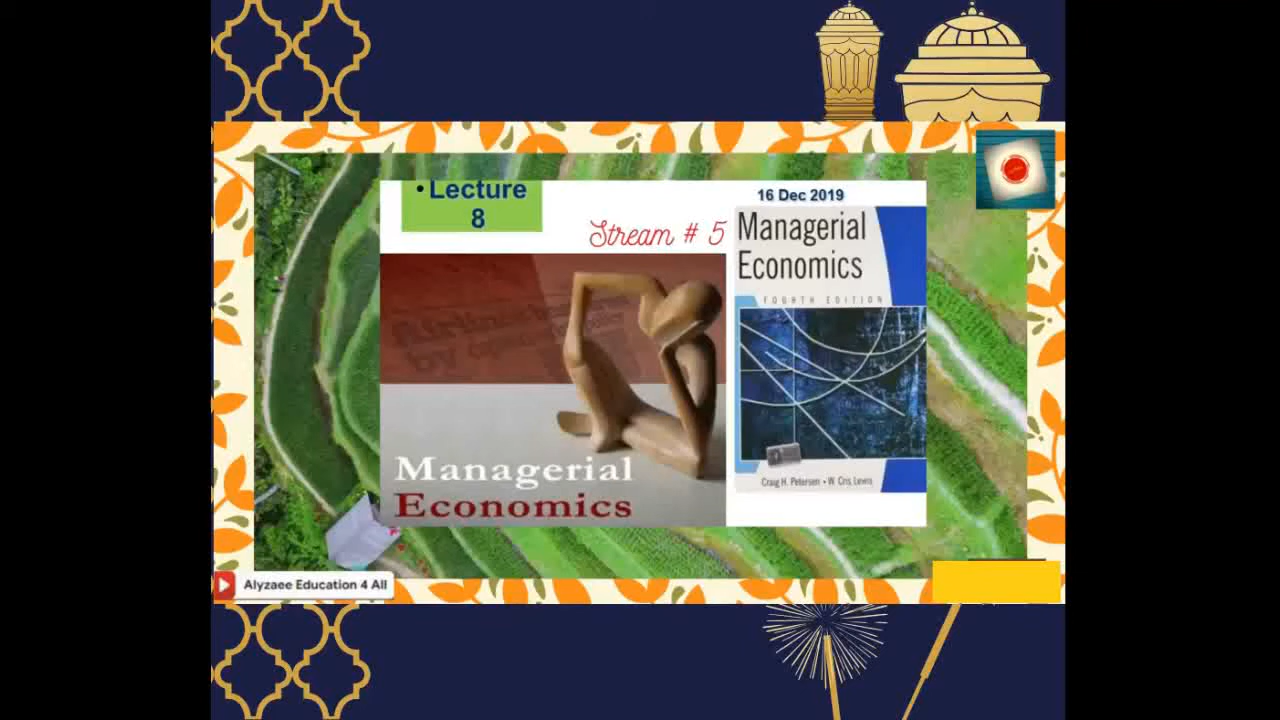 • Lecture
8
16 Dec 2019
Stream # 5
Managerial
Economics
FOURTH EDITION
Managerial
Economics
Craig H. Petersen • W. Cris Lewis
Alyzaee Education 4 All